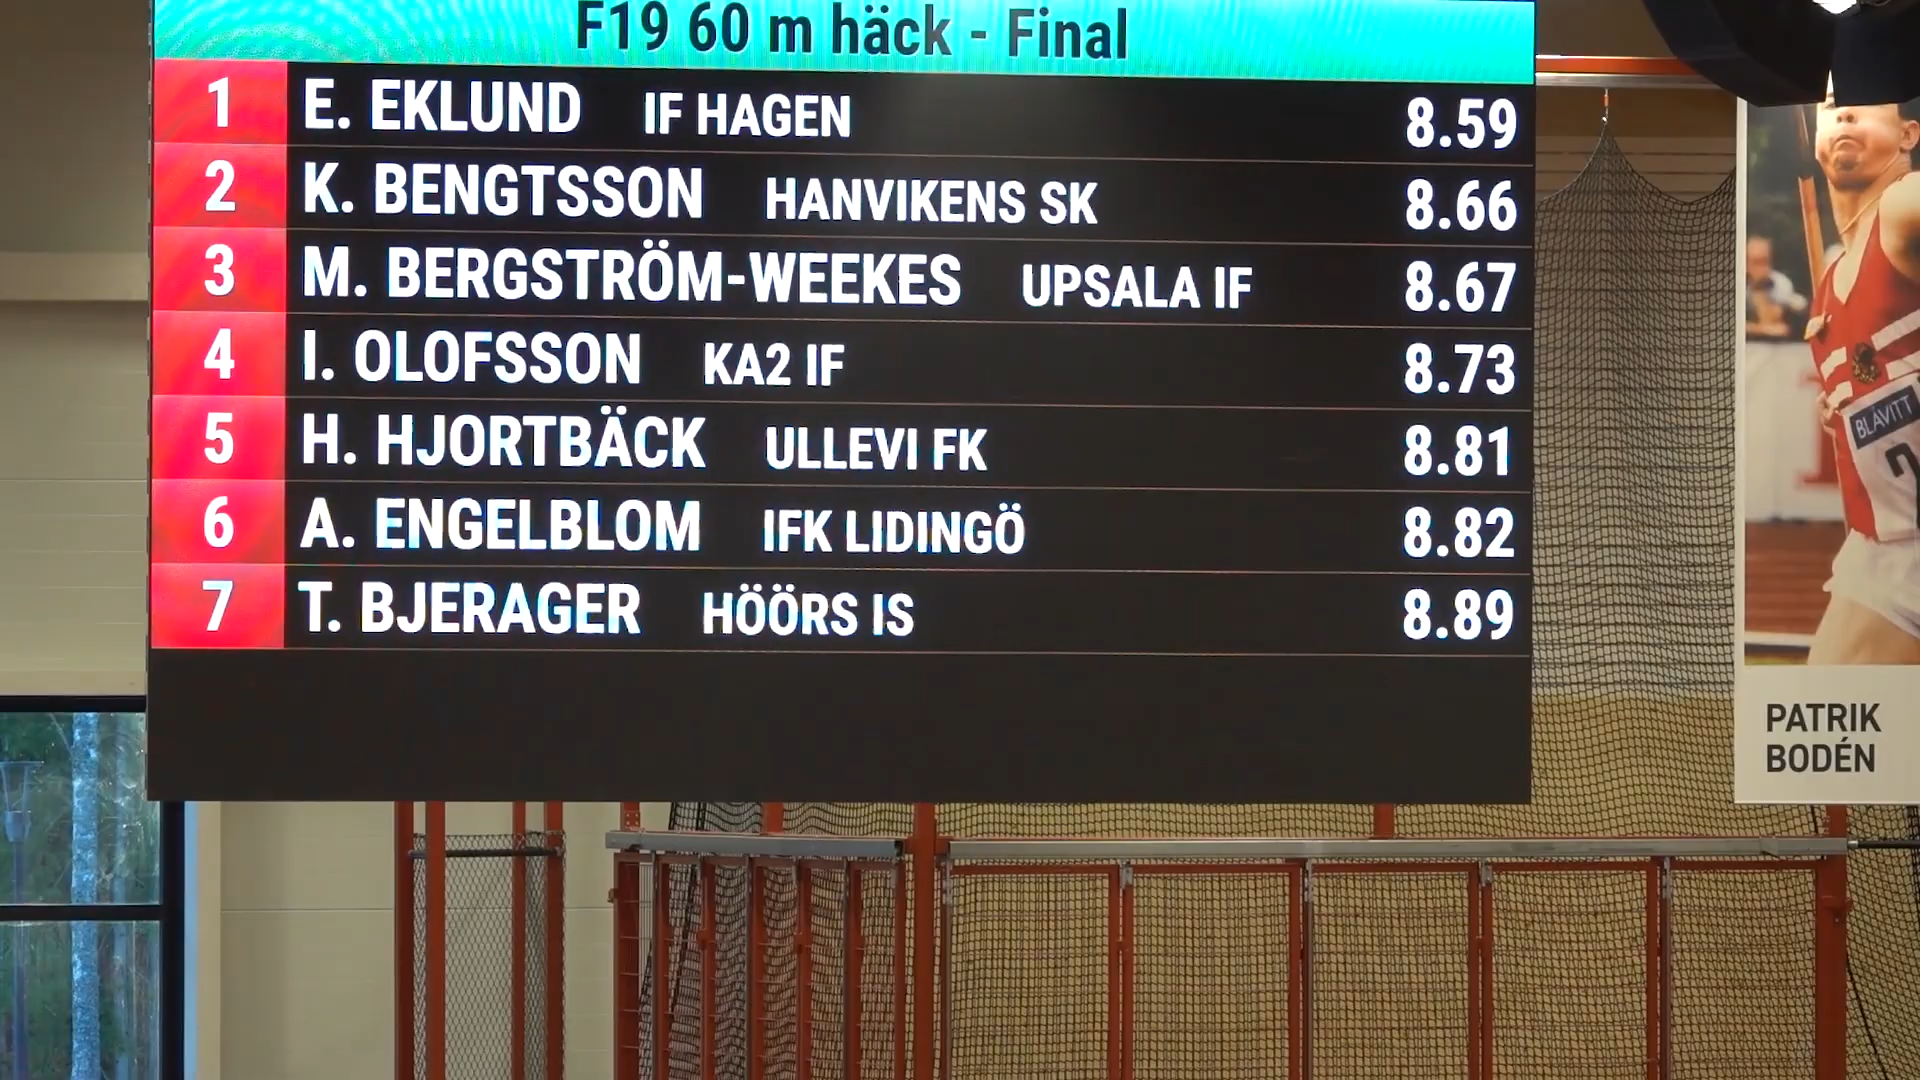 F19 60 m häck - Final
1 E. EKLUND IF HAGEN 8.59
2 K. BENGTSSON HANVIKENS SK 8.66
3 M. BERGSTRÖM-WEEKES UPSALA IF 8.67
4 I. OLOFSSON KA2 IF 8.73
5 H. HJORTBÄCK ULLEVI FK 8.81
6 A. ENGELBLOM IFK LIDINGÖ 8.82
7 T. BJERAGER HÖÖRS IS 8.89
BLÅVITT
2
PATRIK
BODÉN